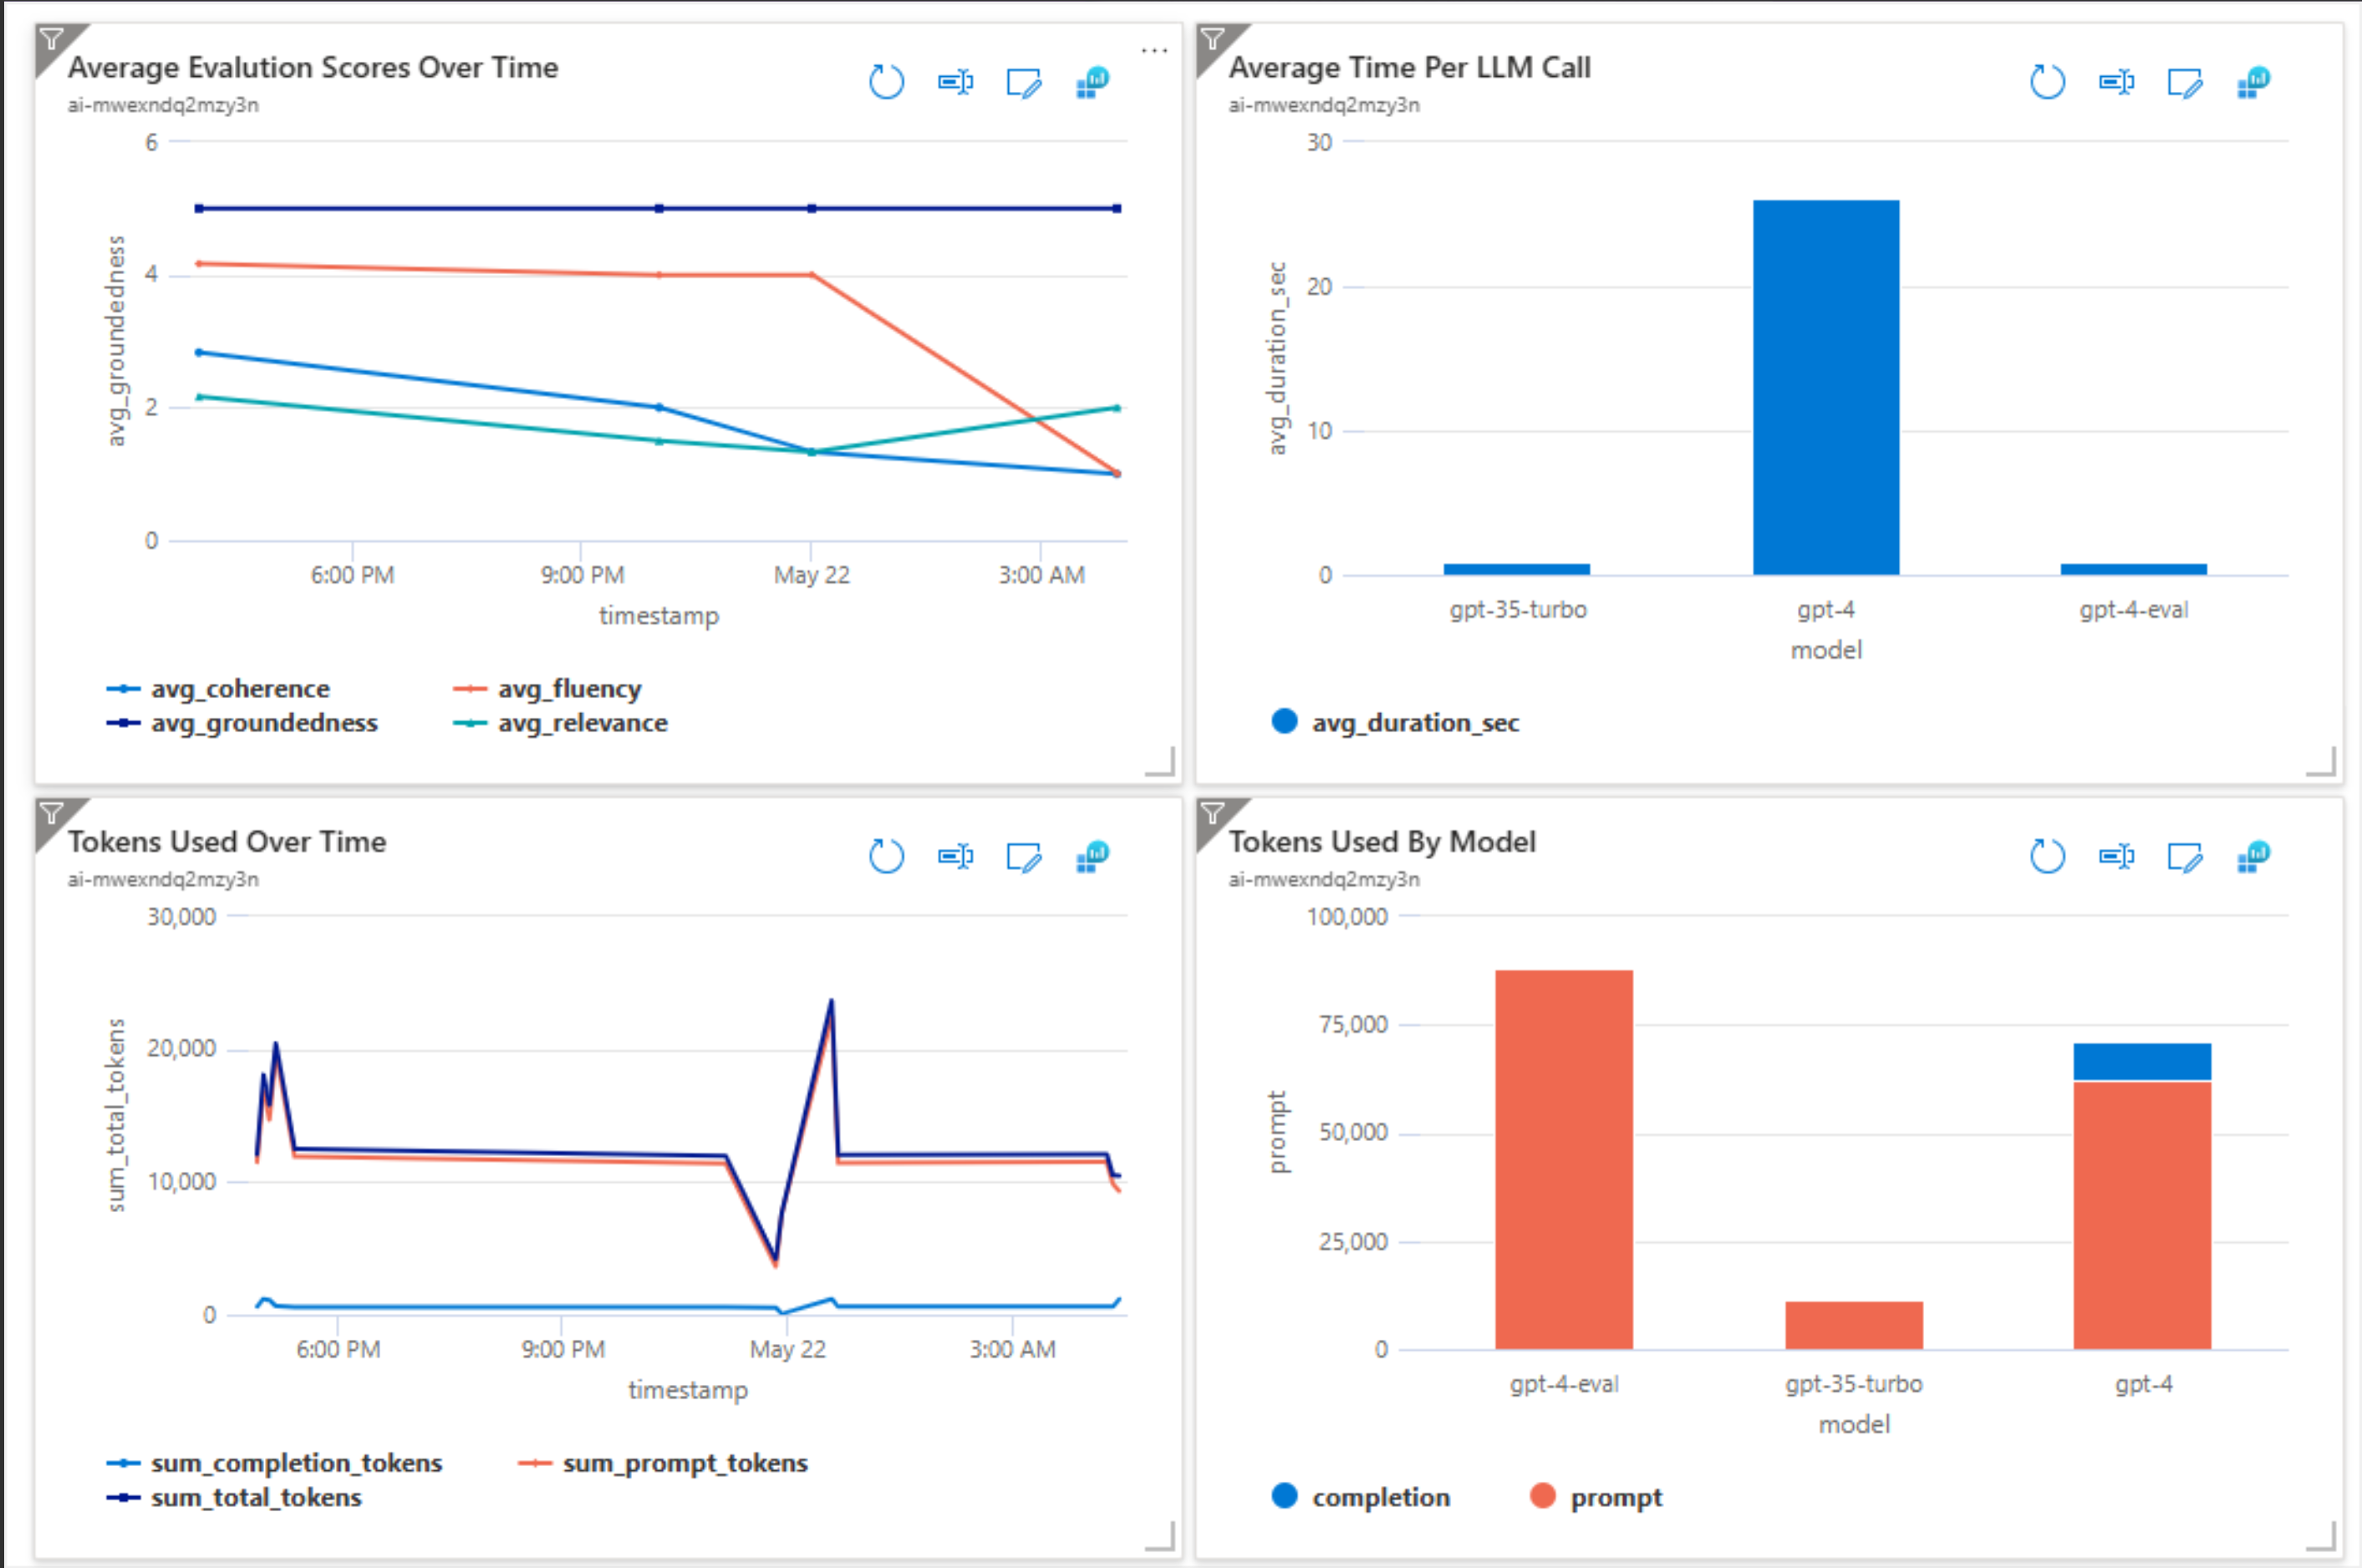 Average Evalution Scores Over Time
...
ai-mwexndq2mzy3n
6
4
2
0
avg_groundedness
6:00 PM 9:00 PM May 22 3:00 AM
timestamp
avg_coherence avg_fluency
avg_groundedness avg_relevance
Average Time Per LLM Call
ai-mwexndq2mzy3n
30
20
10
0
avg_duration_sec
gpt-35-turbo gpt-4 gpt-4-eval
model
avg_duration_sec
Tokens Used Over Time
ai-mwexndq2mzy3n
30,000
20,000
10,000
0
sum_total_tokens
6:00 PM 9:00 PM May 22 3:00 AM
timestamp
sum_completion_tokens sum_prompt_tokens
sum_total_tokens
Tokens Used By Model
ai-mwexndq2mzy3n
100,000
75,000
50,000
25,000
0
prompt
gpt-4-eval gpt-35-turbo gpt-4
model
completion prompt